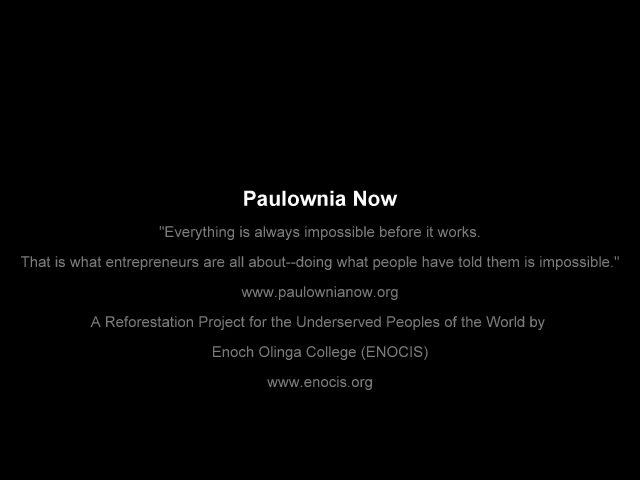 Paulownia Now
"Everything is always impossible before it works.
That is what entrepreneurs are all about--doing what people have told them is impossible."
www.paulownianow.org
A Reforestation Project for the Underserved Peoples of the World by
Enoch Olinga College (ENOCIS)
www.enocis.org